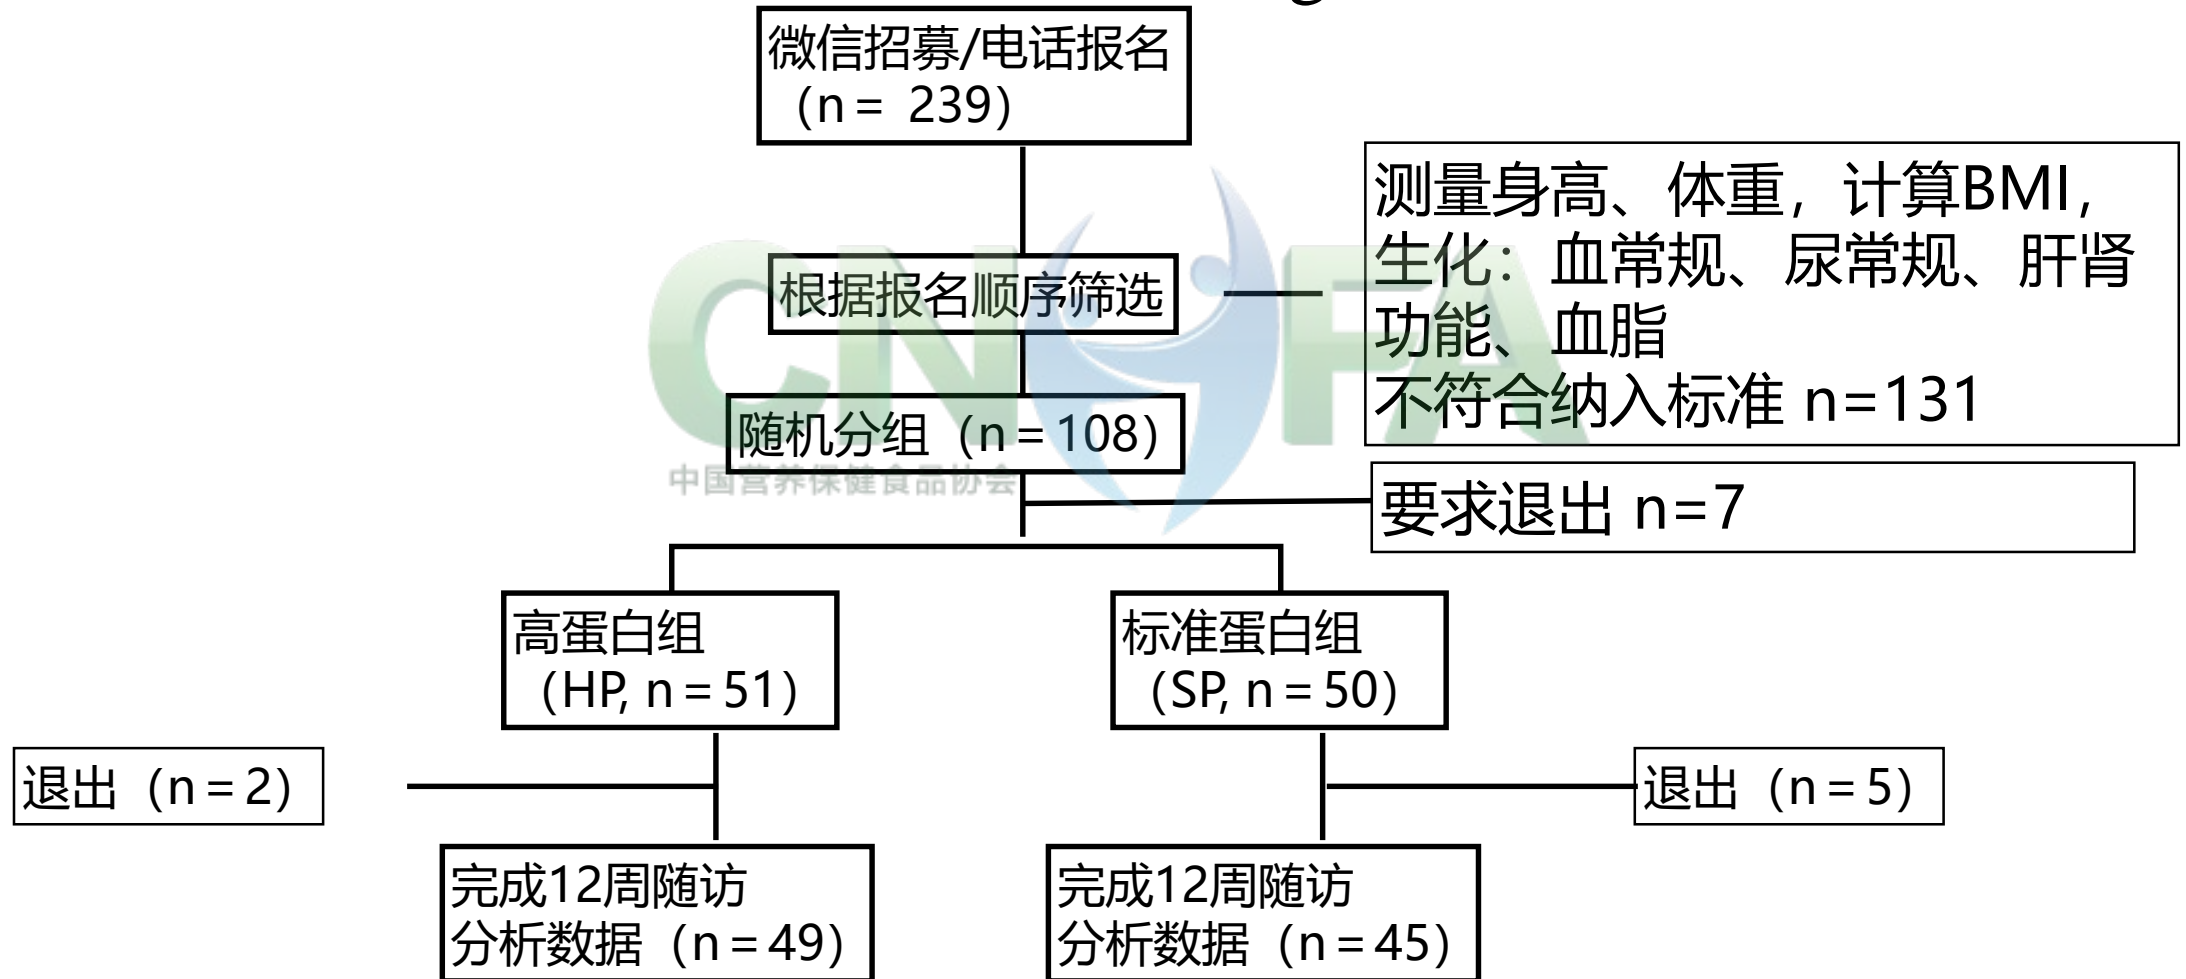 微信招募/电话报名
（n = 239）
测量身高、体重，计算BMI，
生化：血常规、尿常规、肝肾
功能、血脂
不符合纳入标准 n=131
根据报名顺序筛选
CNHFA
随机分组（n = 108）
中国营养保健食品协会
要求退出 n=7
高蛋白组
（HP, n = 51）
标准蛋白组
（SP, n = 50）
退出（n = 2）
退出（n = 5）
完成12周随访
分析数据（n = 49）
完成12周随访
分析数据（n = 45）